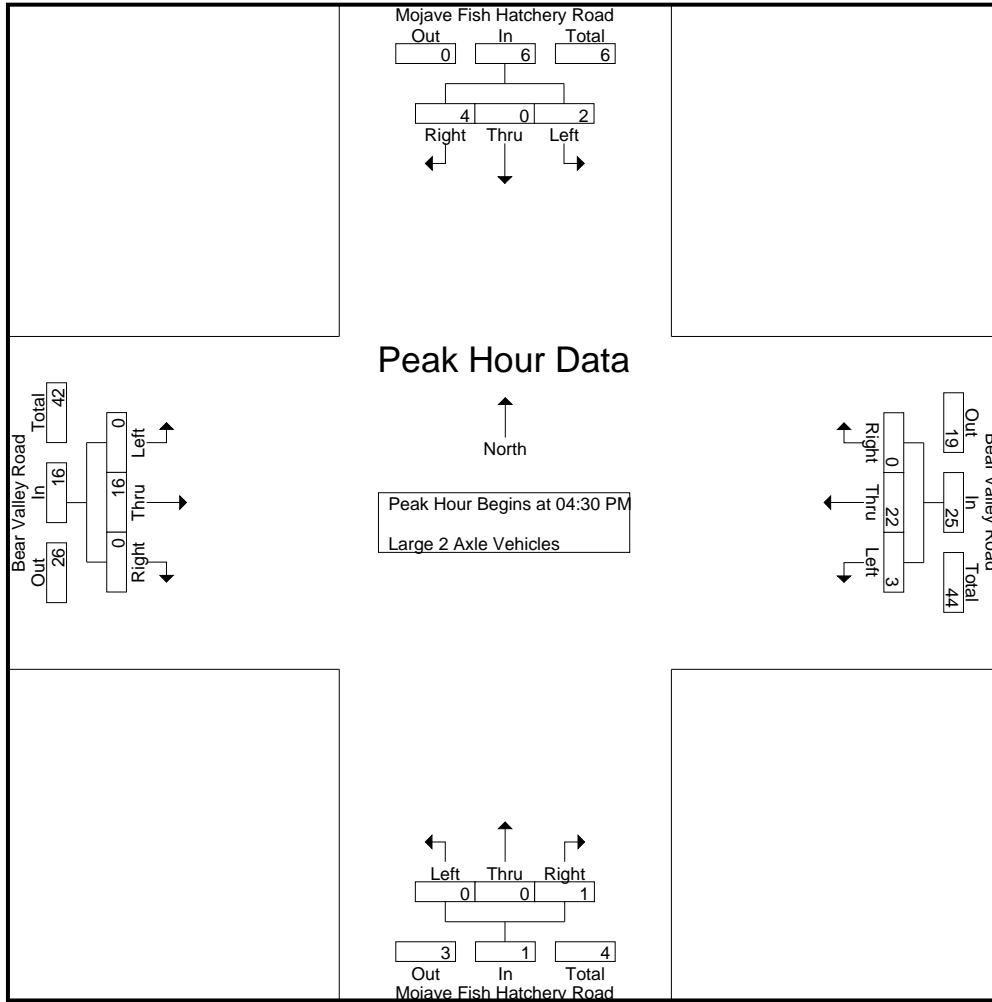 Mojave Fish Hatchery Road
Out In Total
0 6 6
4 0 2
Right Thru Left
Peak Hour Data
North
Peak Hour Begins at 04:30 PM
Large 2 Axle Vehicles
Bear Valley Road
Total In Out
42 16 26
0 16 0
Left Thru Right
Right Thru Left
0 22 3
Out In Total
19 25 44
Bear Valley Road
Left Thru Right
0 0 1
3 1 4
Out In Total
Mojave Fish Hatchery Road